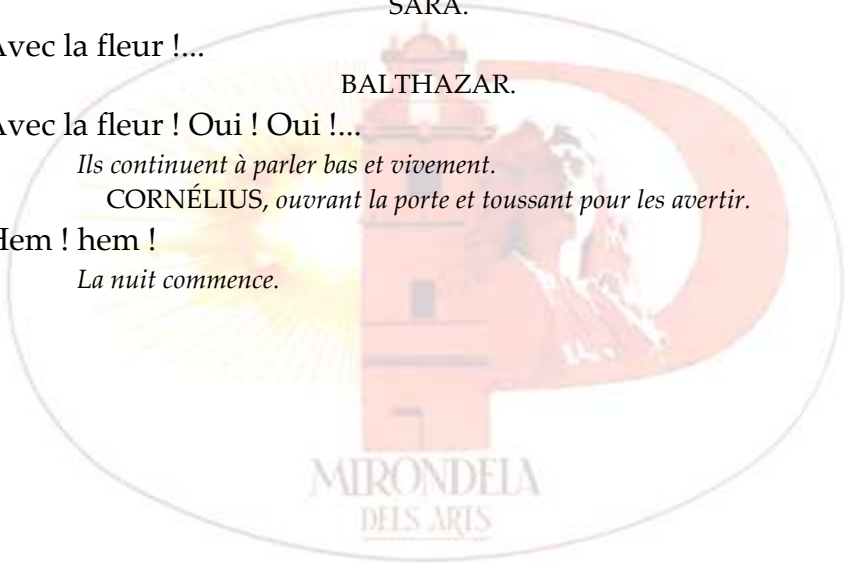 SARA.
Avec la fleur !...
BALTHAZAR.
Avec la fleur ! Oui ! Oui !...
Ils continuent à parler bas et vivement.
CORNÉLIUS, ouvrant la porte et toussant pour les avertir.
Hem ! hem !
La nuit commence.
MIRONDELA
DELS ARTS